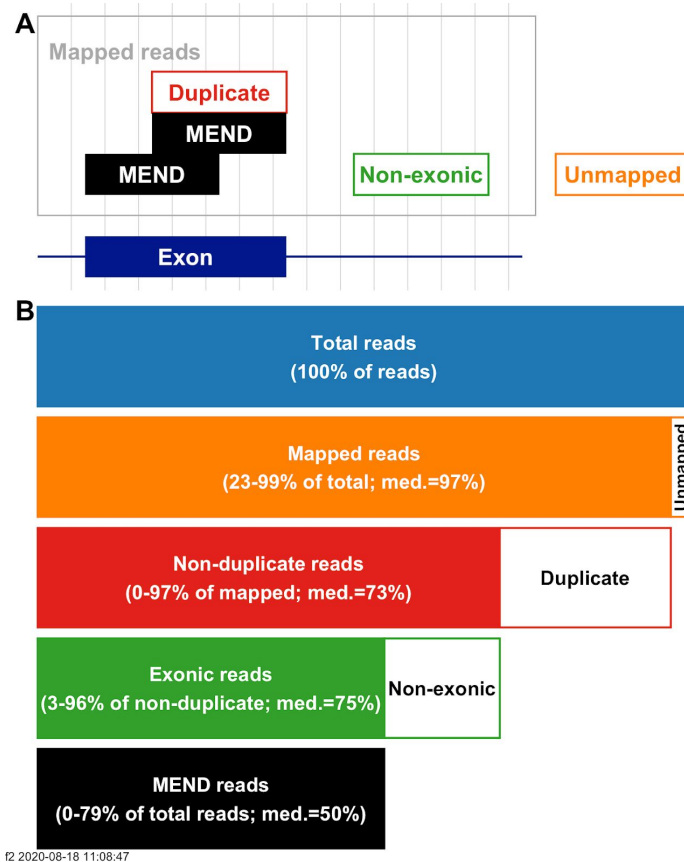 A
Mapped reads
Duplicate
MEND
MEND
Non-exonic
Unmapped
Exon
B
Total reads
(100% of reads)
Mapped reads
(23-99% of total; med.=97%)
Unmapped
Non-duplicate reads
(0-97% of mapped; med.=73%)
Duplicate
Exonic reads
(3-96% of non-duplicate; med.=75%)
Non-exonic
MEND reads
(0-79% of total reads; med.=50%)
f2 2020-08-18 11:08:47